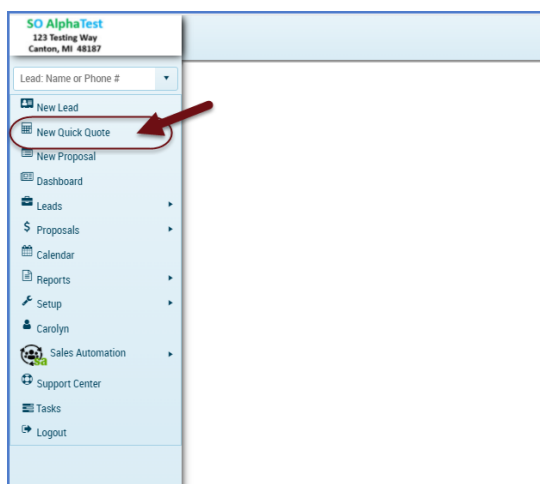 SO AlphaTest
123 Testing Way
Canton, MI 48187
Lead: Name or Phone #
New Lead
New Quick Quote
New Proposal
Dashboard
Leads
$ Proposals
Calendar
Reports
Setup
Carolyn
sa Sales Automation
Support Center
Tasks
Logout